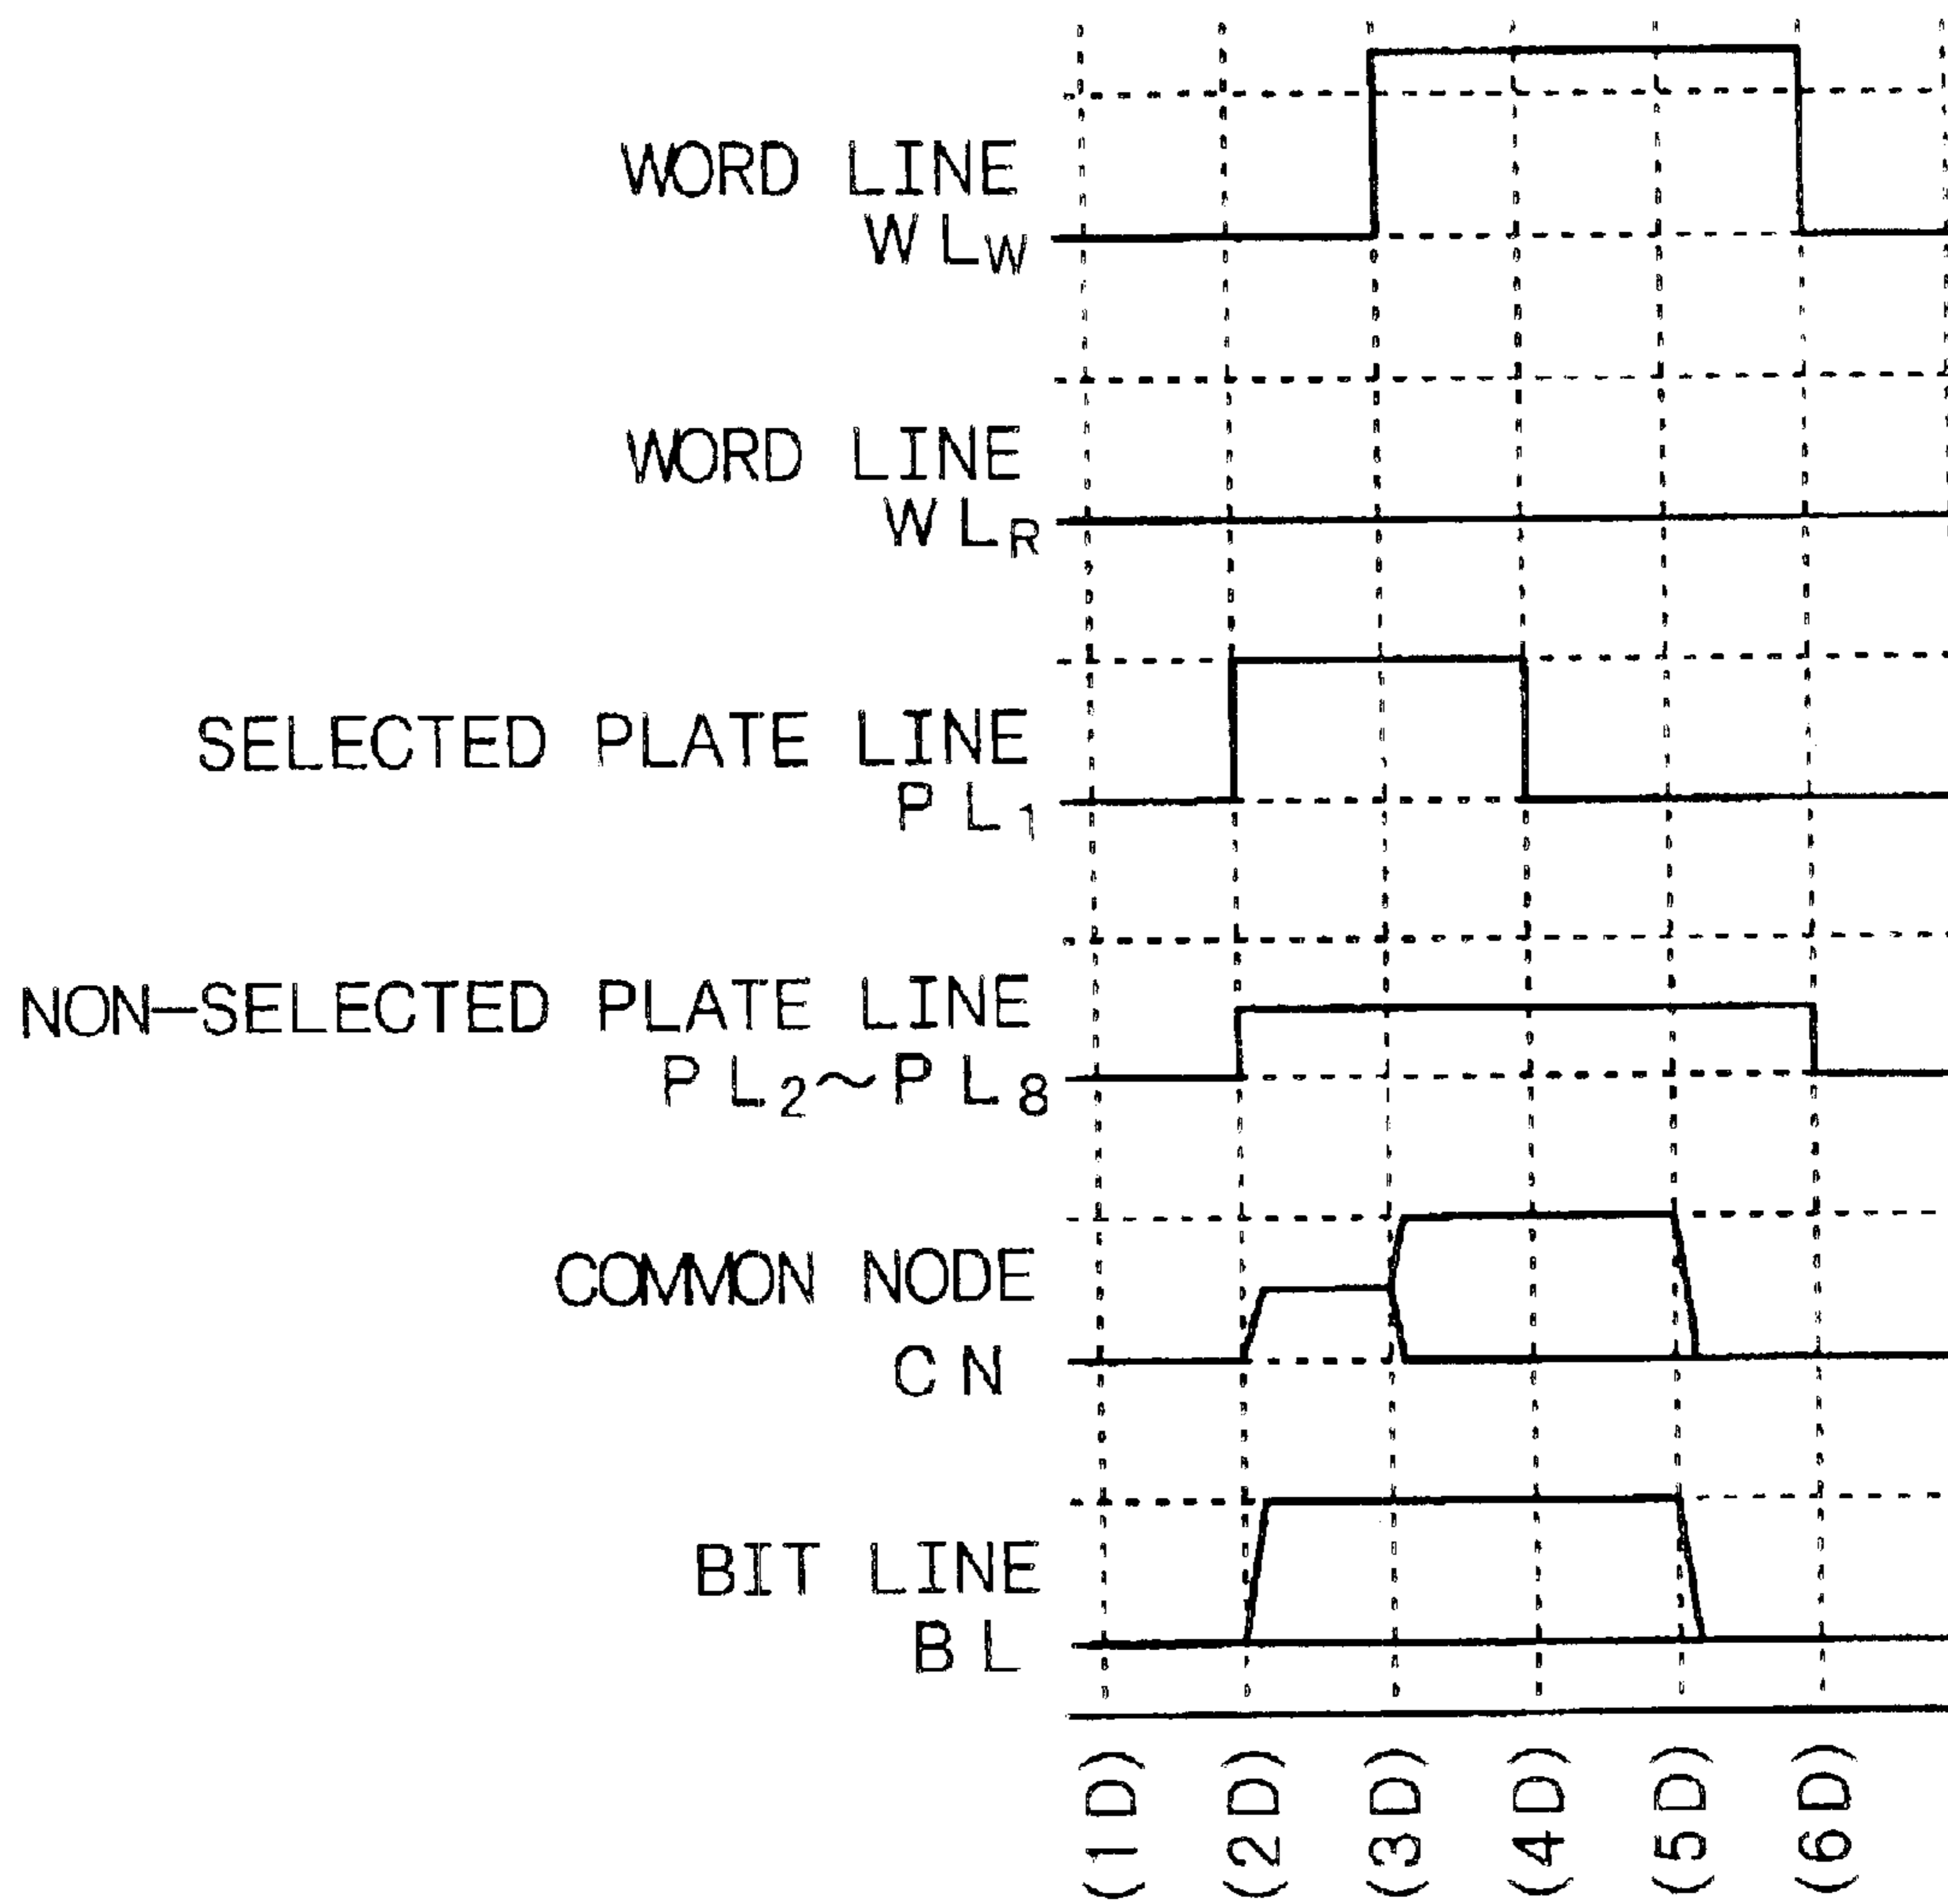 WORD LINE
WLW
WORD LINE
WLR
SELECTED PLATE LINE
PL1
NON-SELECTED PLATE LINE
PL2~PL8
COMMON NODE
CN
BIT LINE
BL
(1D) (2D) (3D) (4D) (5D) (6D)